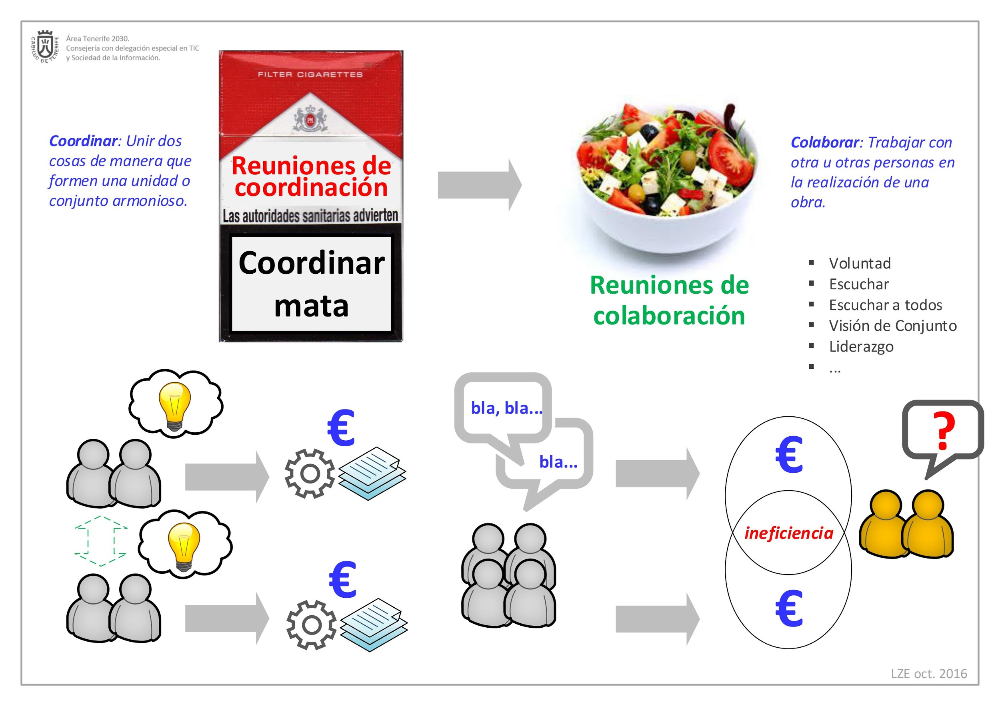 CABILDO DE TENERIFE
Área Tenerife 2030.
Consejería con delegación especial en TIC
y Sociedad de la Información.
FILTER CIGARETTES
PM
Coordinar: Unir dos
cosas de manera que
formen una unidad o
conjunto armonioso.
Reuniones de
coordinación
Las autoridades sanitarias advierten
Coordinar
mata
Reuniones de
colaboración
Colaborar: Trabajar con
otra u otras personas en
la realización de una
obra.
▪ Voluntad
▪ Escuchar
▪ Escuchar a todos
▪ Visión de Conjunto
▪ Liderazgo
▪ ...
€
€
bla, bla...
bla...
€
ineficiencia
€
?
LZE oct. 2016